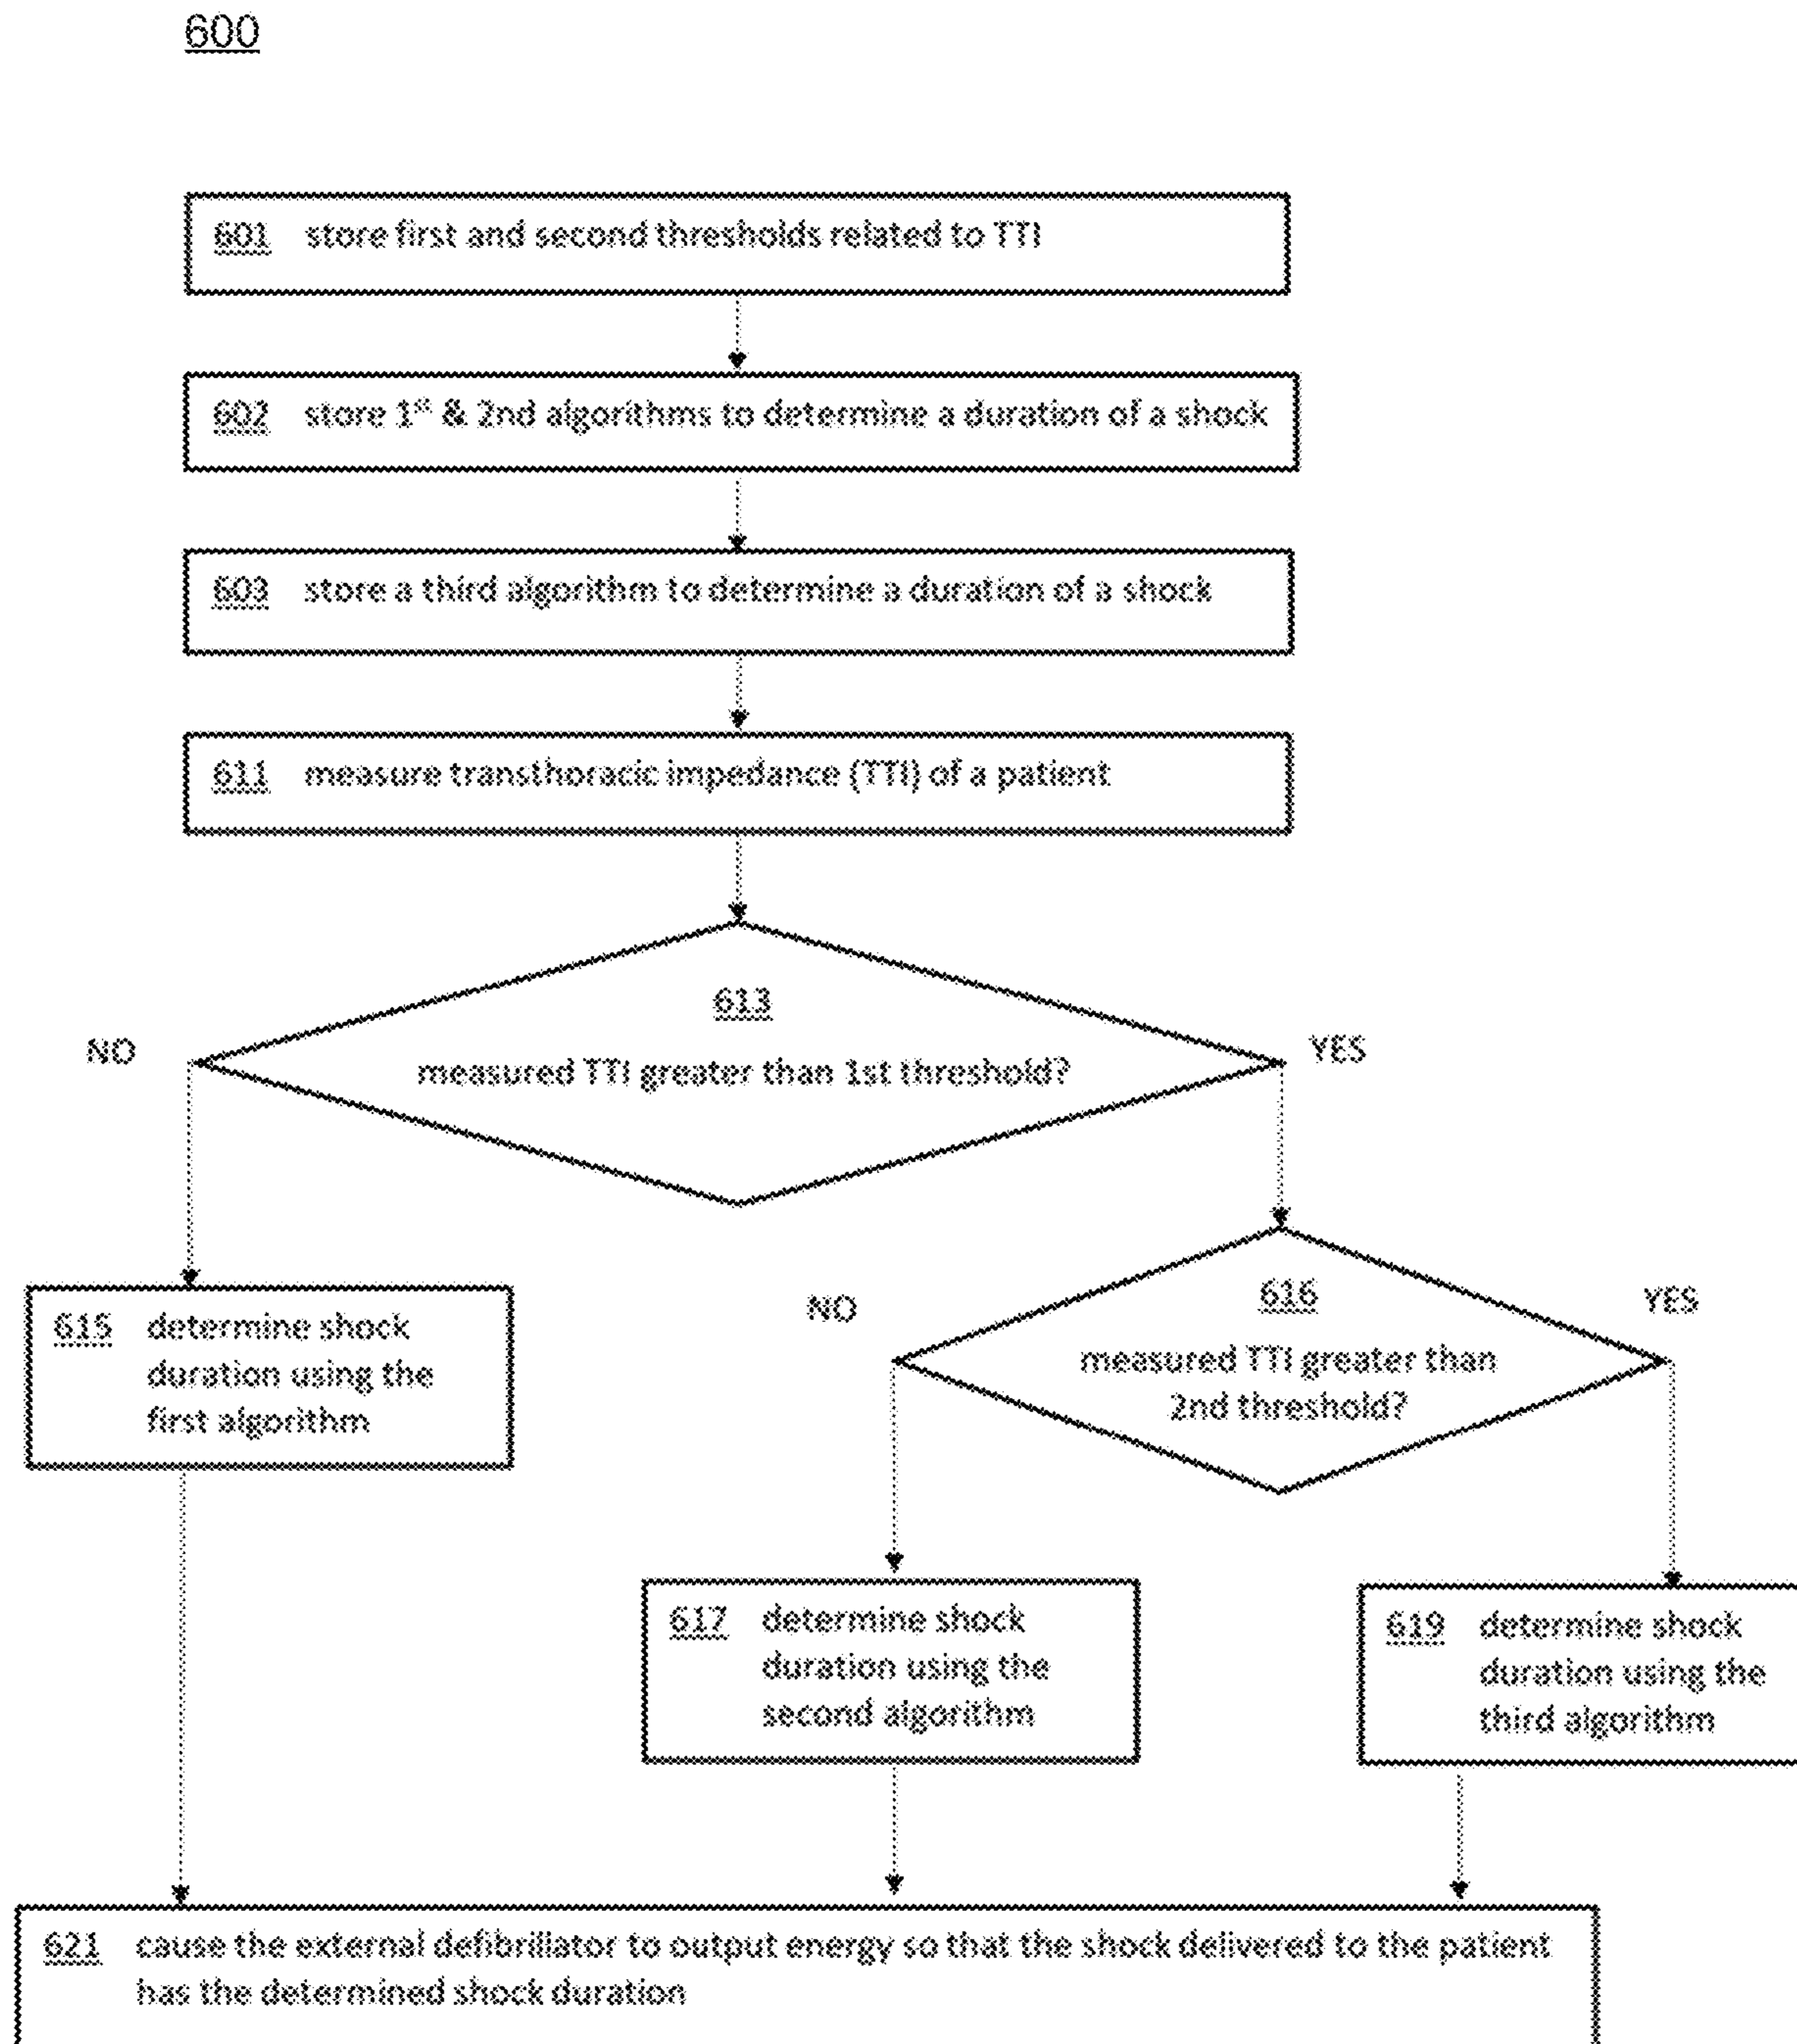 600
601 store first and second thresholds related to TTI
602 store 1st & 2nd algorithms to determine a duration of a shock
603 store a third algorithm to determine a duration of a shock
611 measure transthoracic impedance (TTI) of a patient
613
measured TTI greater than 1st threshold?
NO
YES
615 determine shock
duration using the
first algorithm
616
measured TTI greater than
2nd threshold?
NO
YES
617 determine shock
duration using the
second algorithm
619 determine shock
duration using the
third algorithm
621 cause the external defibrillator to output energy so that the shock delivered to the patient
has the determined shock duration